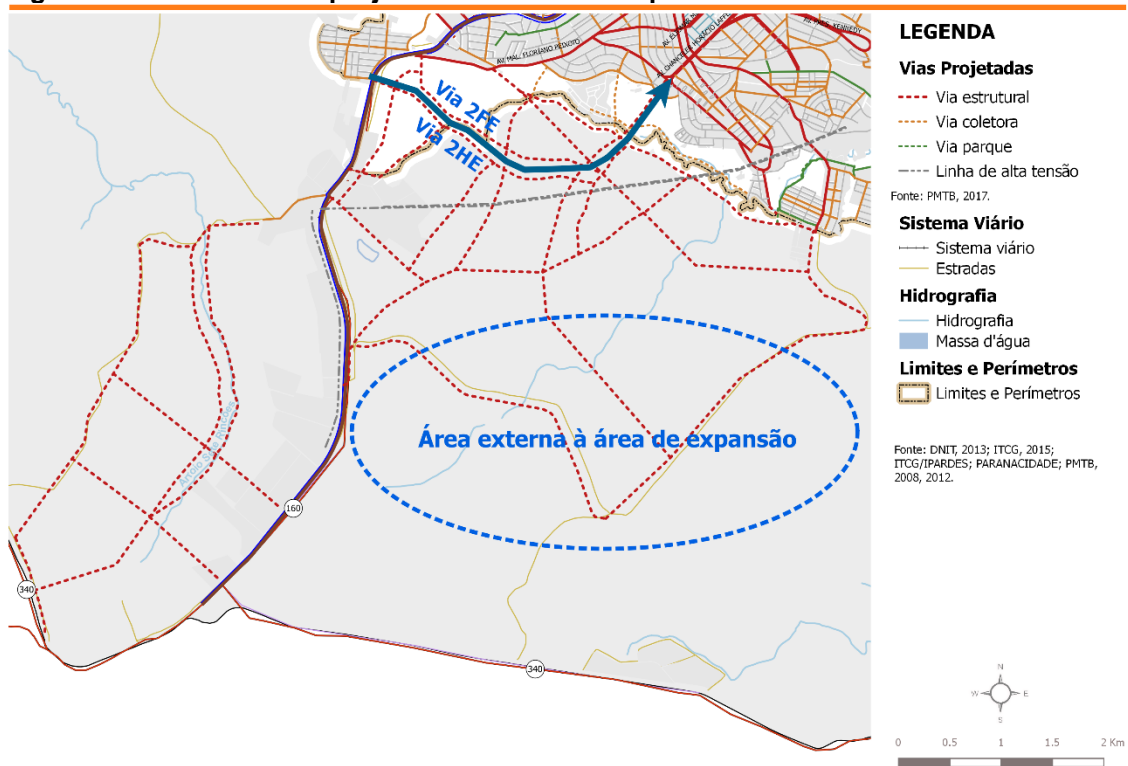 LEGENDA
Vias Projetadas
Via estrutural
Via coletora
Via parque
Linha de alta tensão
Fonte: PMTB, 2017.
Sistema Viário
Sistema viário
Estradas
Hidrografia
Hidrografia
Massa d'água
Limites e Perímetros
Limites e Perímetros
Fonte: DNIT, 2013; ITCG, 2015;
ITCG/IPARDES; PARANACIDADE; PMTB,
2008, 2012.
AV. MAL. FLORIANO PEIXOTO
Via 2FE
Via 2HE
Área externa à área de expansão
160
340
340
N
W
E
S
0 0.5 1 1.5 2 Km